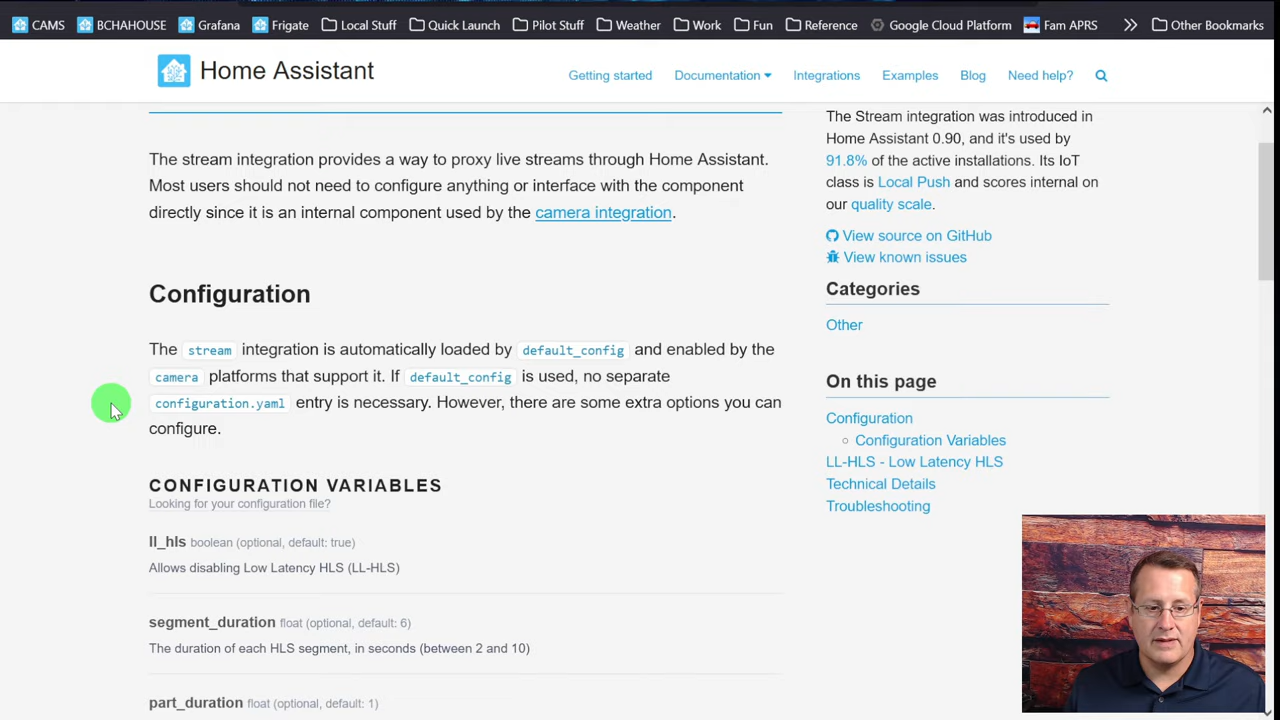 CAMS BCHAHOUSE Grafana Frigate Local Stuff Quick Launch Pilot Stuff Weather Work Fun Reference Google Cloud Platform Fam APRS Other Bookmarks
Home Assistant
Getting started Documentation Integrations Examples Blog Need help?
The stream integration provides a way to proxy live streams through Home Assistant.
Most users should not need to configure anything or interface with the component
directly since it is an internal component used by the camera integration.
Configuration
The stream integration is automatically loaded by default_config and enabled by the
camera platforms that support it. If default_config is used, no separate
configuration.yaml entry is necessary. However, there are some extra options you can
configure.
CONFIGURATION VARIABLES
Looking for your configuration file?
ll_hls boolean (optional, default: true)
Allows disabling Low Latency HLS (LL-HLS)
segment_duration float (optional, default: 6)
The duration of each HLS segment, in seconds (between 2 and 10)
part_duration float (optional, default: 1)
The Stream integration was introduced in
Home Assistant 0.90, and it's used by
91.8% of the active installations. Its IoT
class is Local Push and scores internal on
our quality scale.
View source on GitHub
View known issues
Categories
Other
On this page
Configuration
Configuration Variables
LL-HLS - Low Latency HLS
Technical Details
Troubleshooting